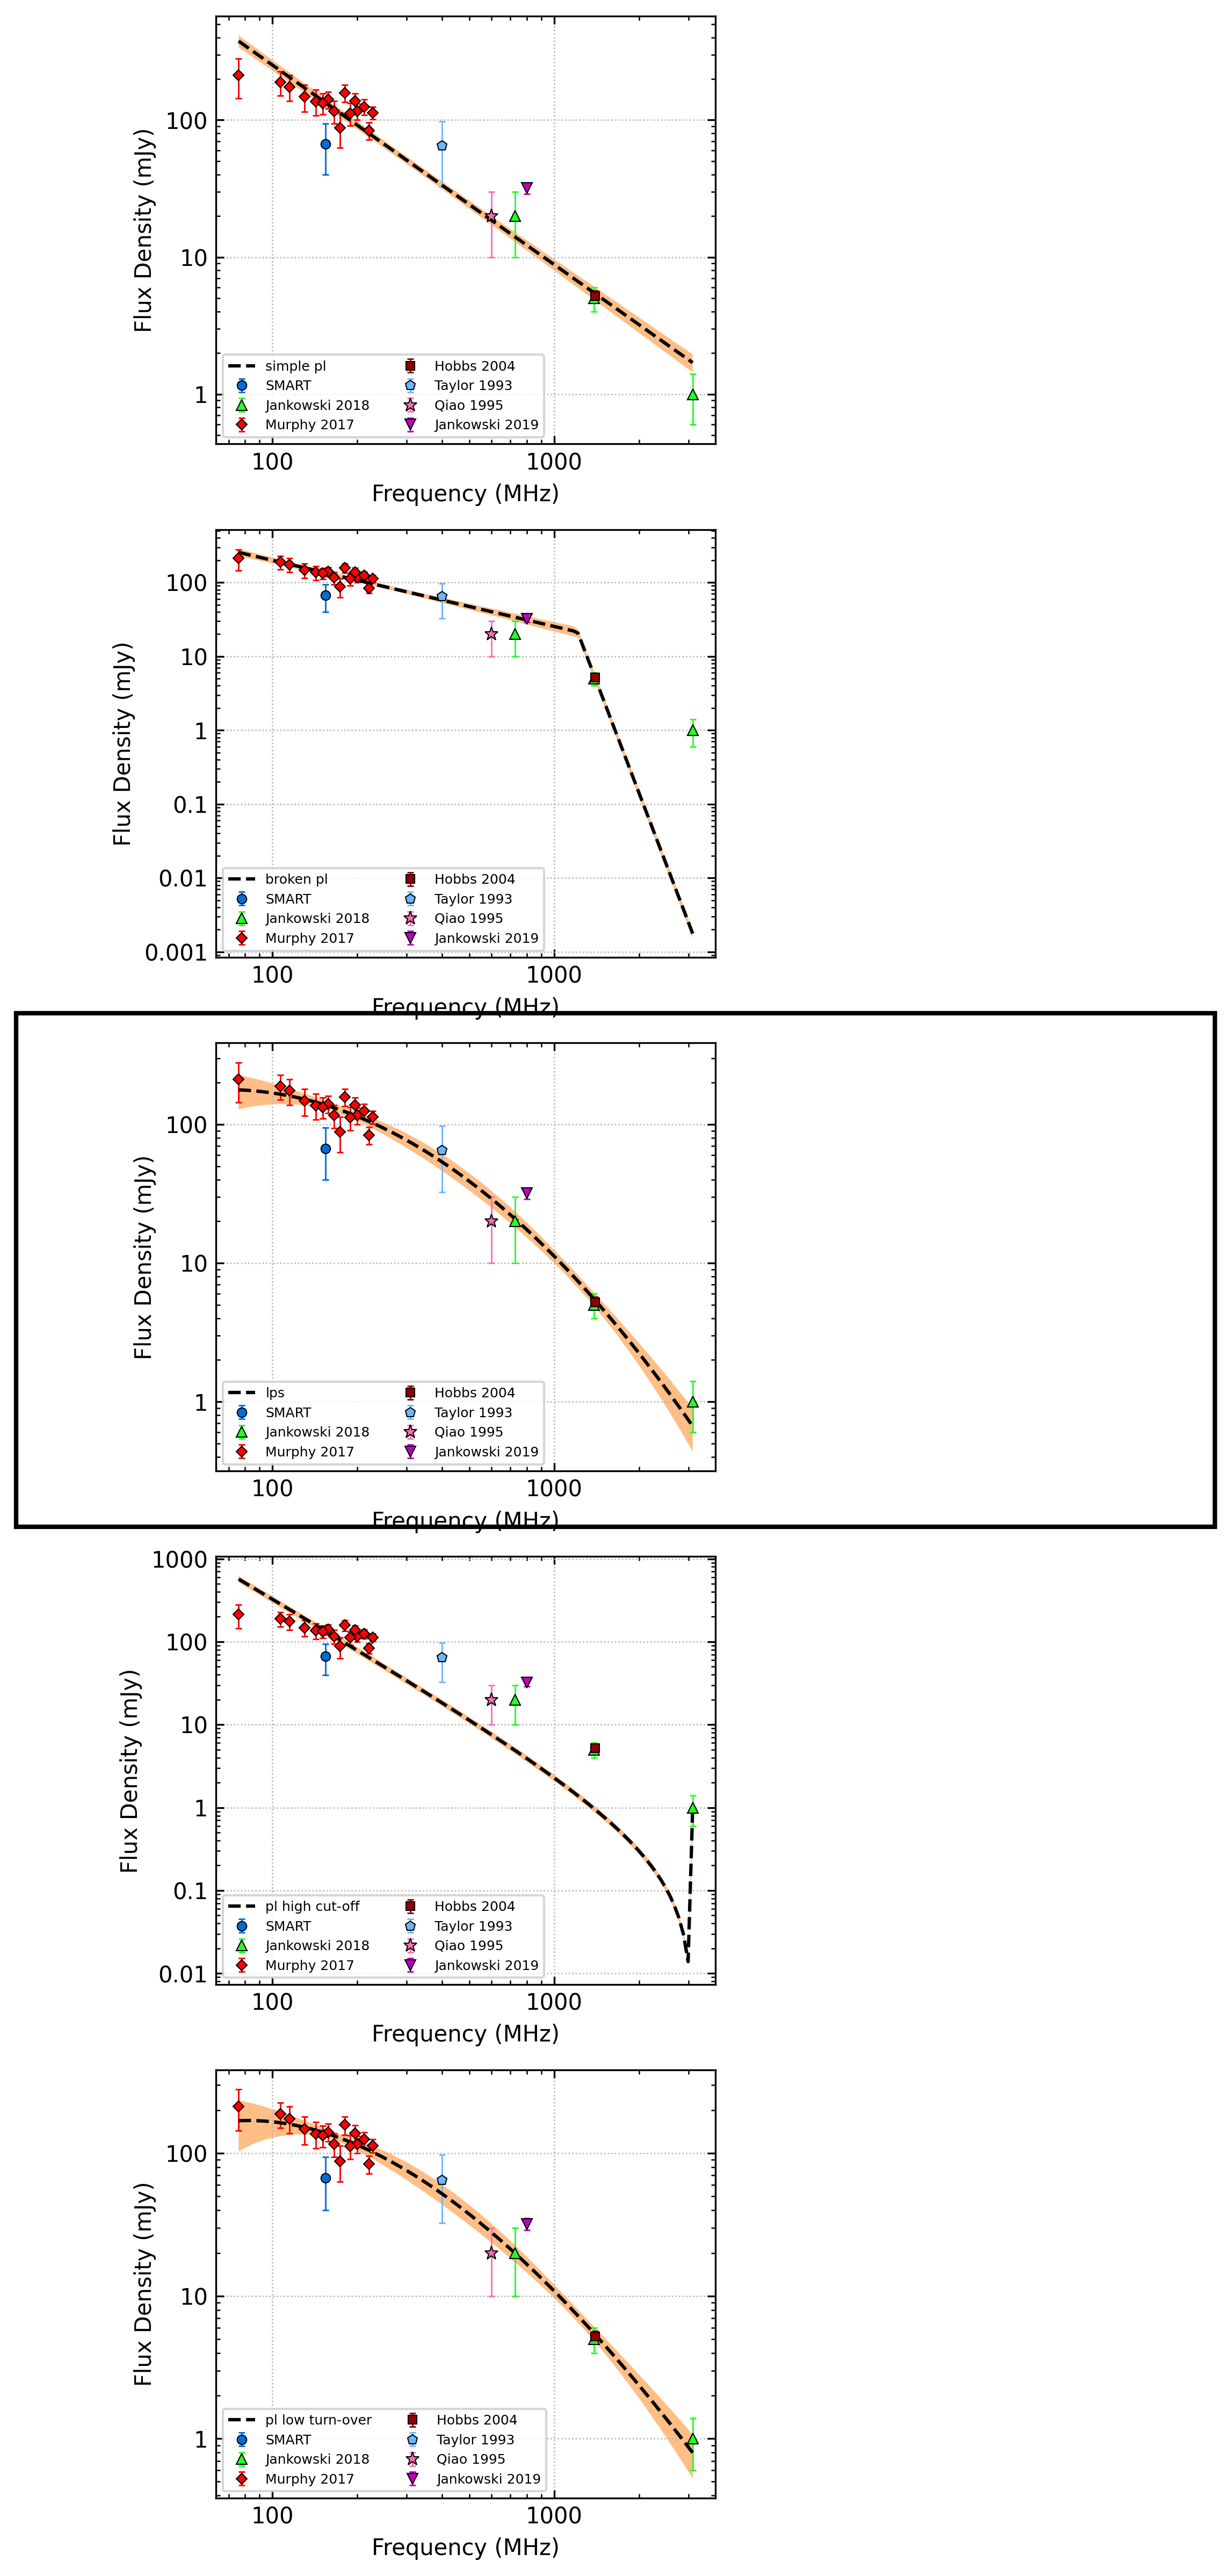 Flux Density (mJy)
100
10
1
simple pl
SMART
Jankowski 2018
Murphy 2017
Hobbs 2004
Taylor 1993
Qiao 1995
Jankowski 2019
100 1000
Frequency (MHz)
Flux Density (mJy)
100
10
1
0.1
0.01
0.001
broken pl
SMART
Jankowski 2018
Murphy 2017
Hobbs 2004
Taylor 1993
Qiao 1995
Jankowski 2019
100 1000
Frequency (MHz)
Flux Density (mJy)
100
10
1
lps
SMART
Jankowski 2018
Murphy 2017
Hobbs 2004
Taylor 1993
Qiao 1995
Jankowski 2019
100 1000
Frequency (MHz)
Flux Density (mJy)
1000
100
10
1
0.1
0.01
pl high cut-off
SMART
Jankowski 2018
Murphy 2017
Hobbs 2004
Taylor 1993
Qiao 1995
Jankowski 2019
100 1000
Frequency (MHz)
Flux Density (mJy)
100
10
1
pl low turn-over
SMART
Jankowski 2018
Murphy 2017
Hobbs 2004
Taylor 1993
Qiao 1995
Jankowski 2019
100 1000
Frequency (MHz)